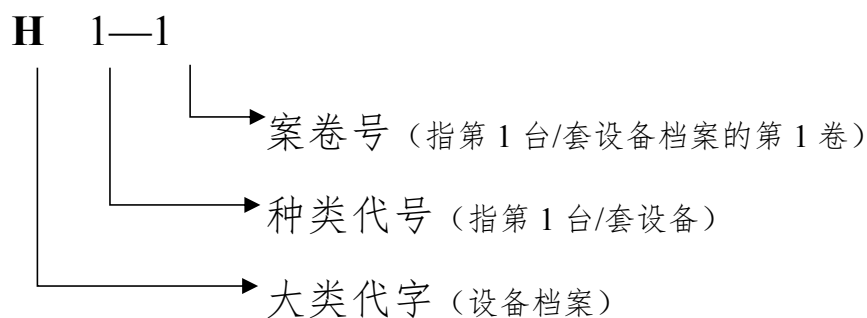 H 1—1
案卷号（指第 1 台/套设备档案的第 1 卷）
种类代号（指第 1 台/套设备）
大类代字（设备档案）